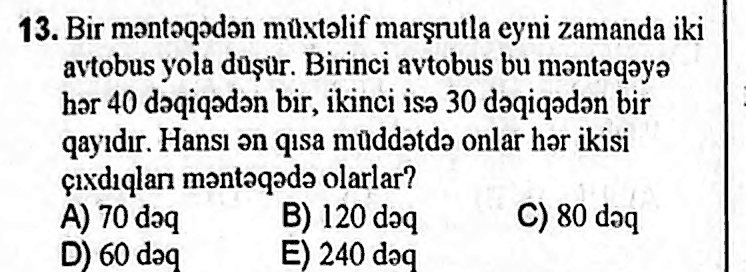 13. Bir məntəqədən müxtəlif marşrutla eyni zamanda iki
avtobus yola düşür. Birinci avtobus bu məntəqəyə
hər 40 dəqiqədən bir, ikinci isə 30 dəqiqədən bir
qayıdır. Hansı ən qısa müddətdə onlar hər ikisi
çıxdıqları məntəqədə olarlar?
A) 70 dəq B) 120 dəq C) 80 dəq
D) 60 dəq E) 240 dəq